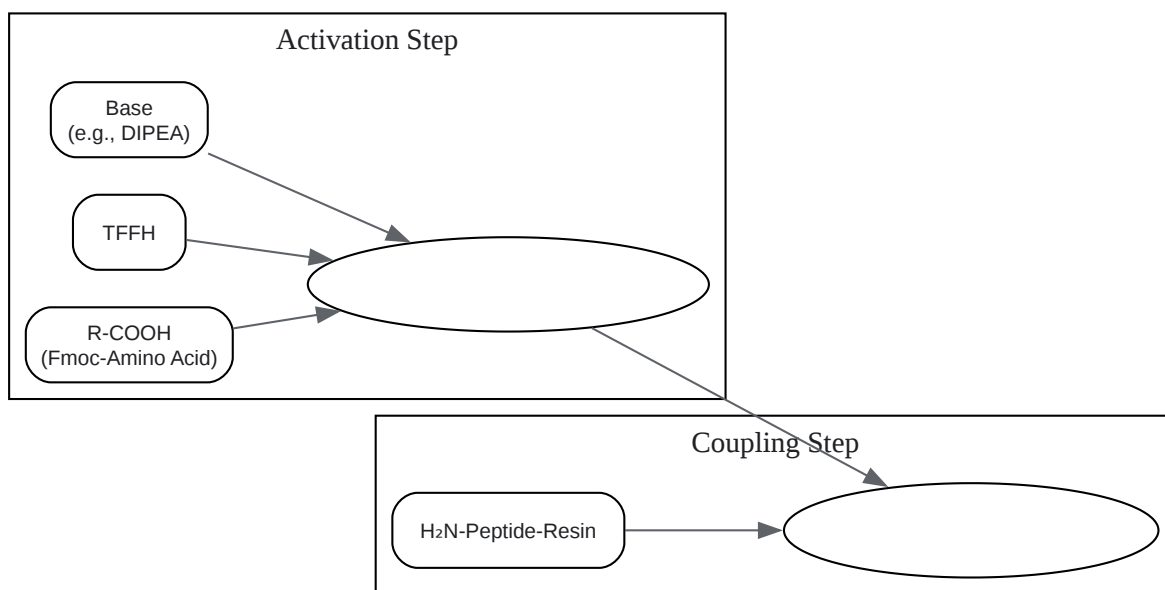 Activation Step
Base
(e.g., DIPEA)
TFFH
R-COOH
(Fmoc-Amino Acid)
Coupling Step
H₂N-Peptide-Resin